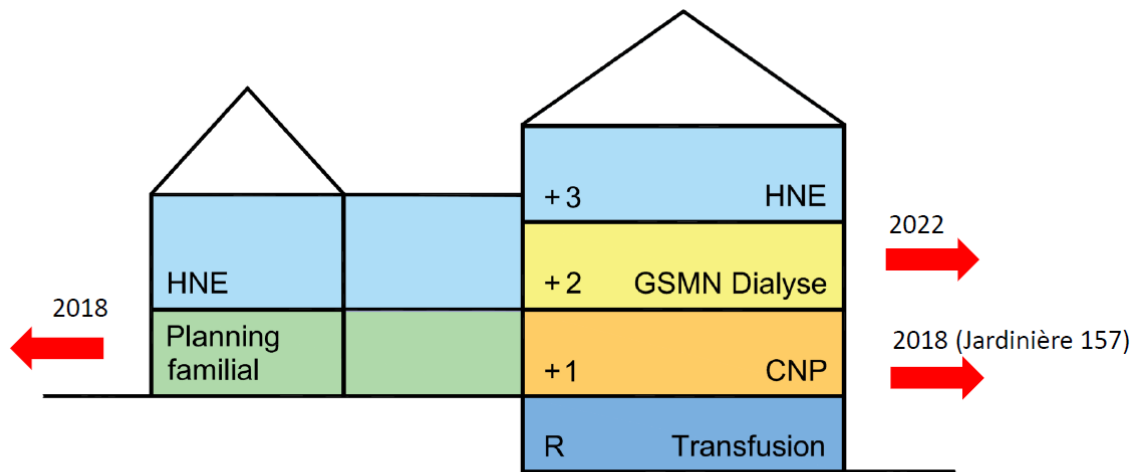 +3 HNE
2022
HNE
+2 GSMN Dialyse
2018
Planning
familial
2018 (Jardinière 157)
+1 CNP
R Transfusion